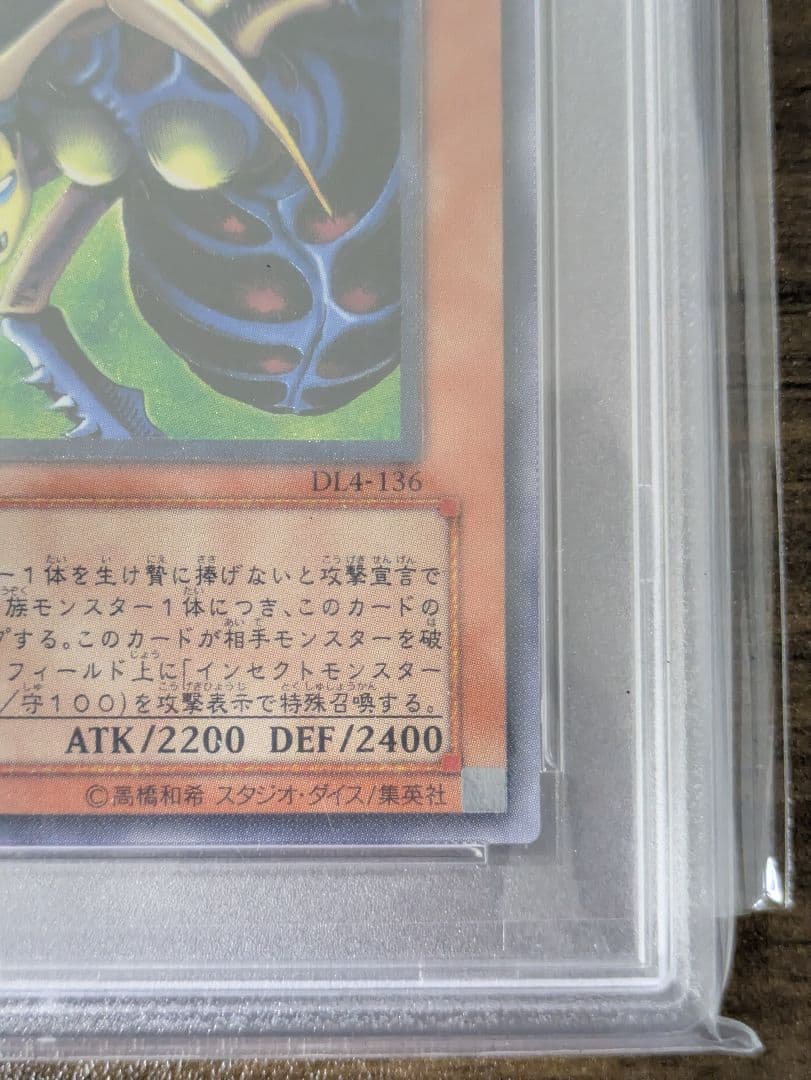 DL4-136
ー1体を生け贄に捧げないと攻撃宣言で
族モンスター1体につき、このカードの
プする。このカードが相手モンスターを破
フィールド上に「インセクトモンスター
/守100)を攻撃表示で特殊召喚する。
ATK/2200 DEF/2400
©高橋和希 スタジオ・ダイス/集英社